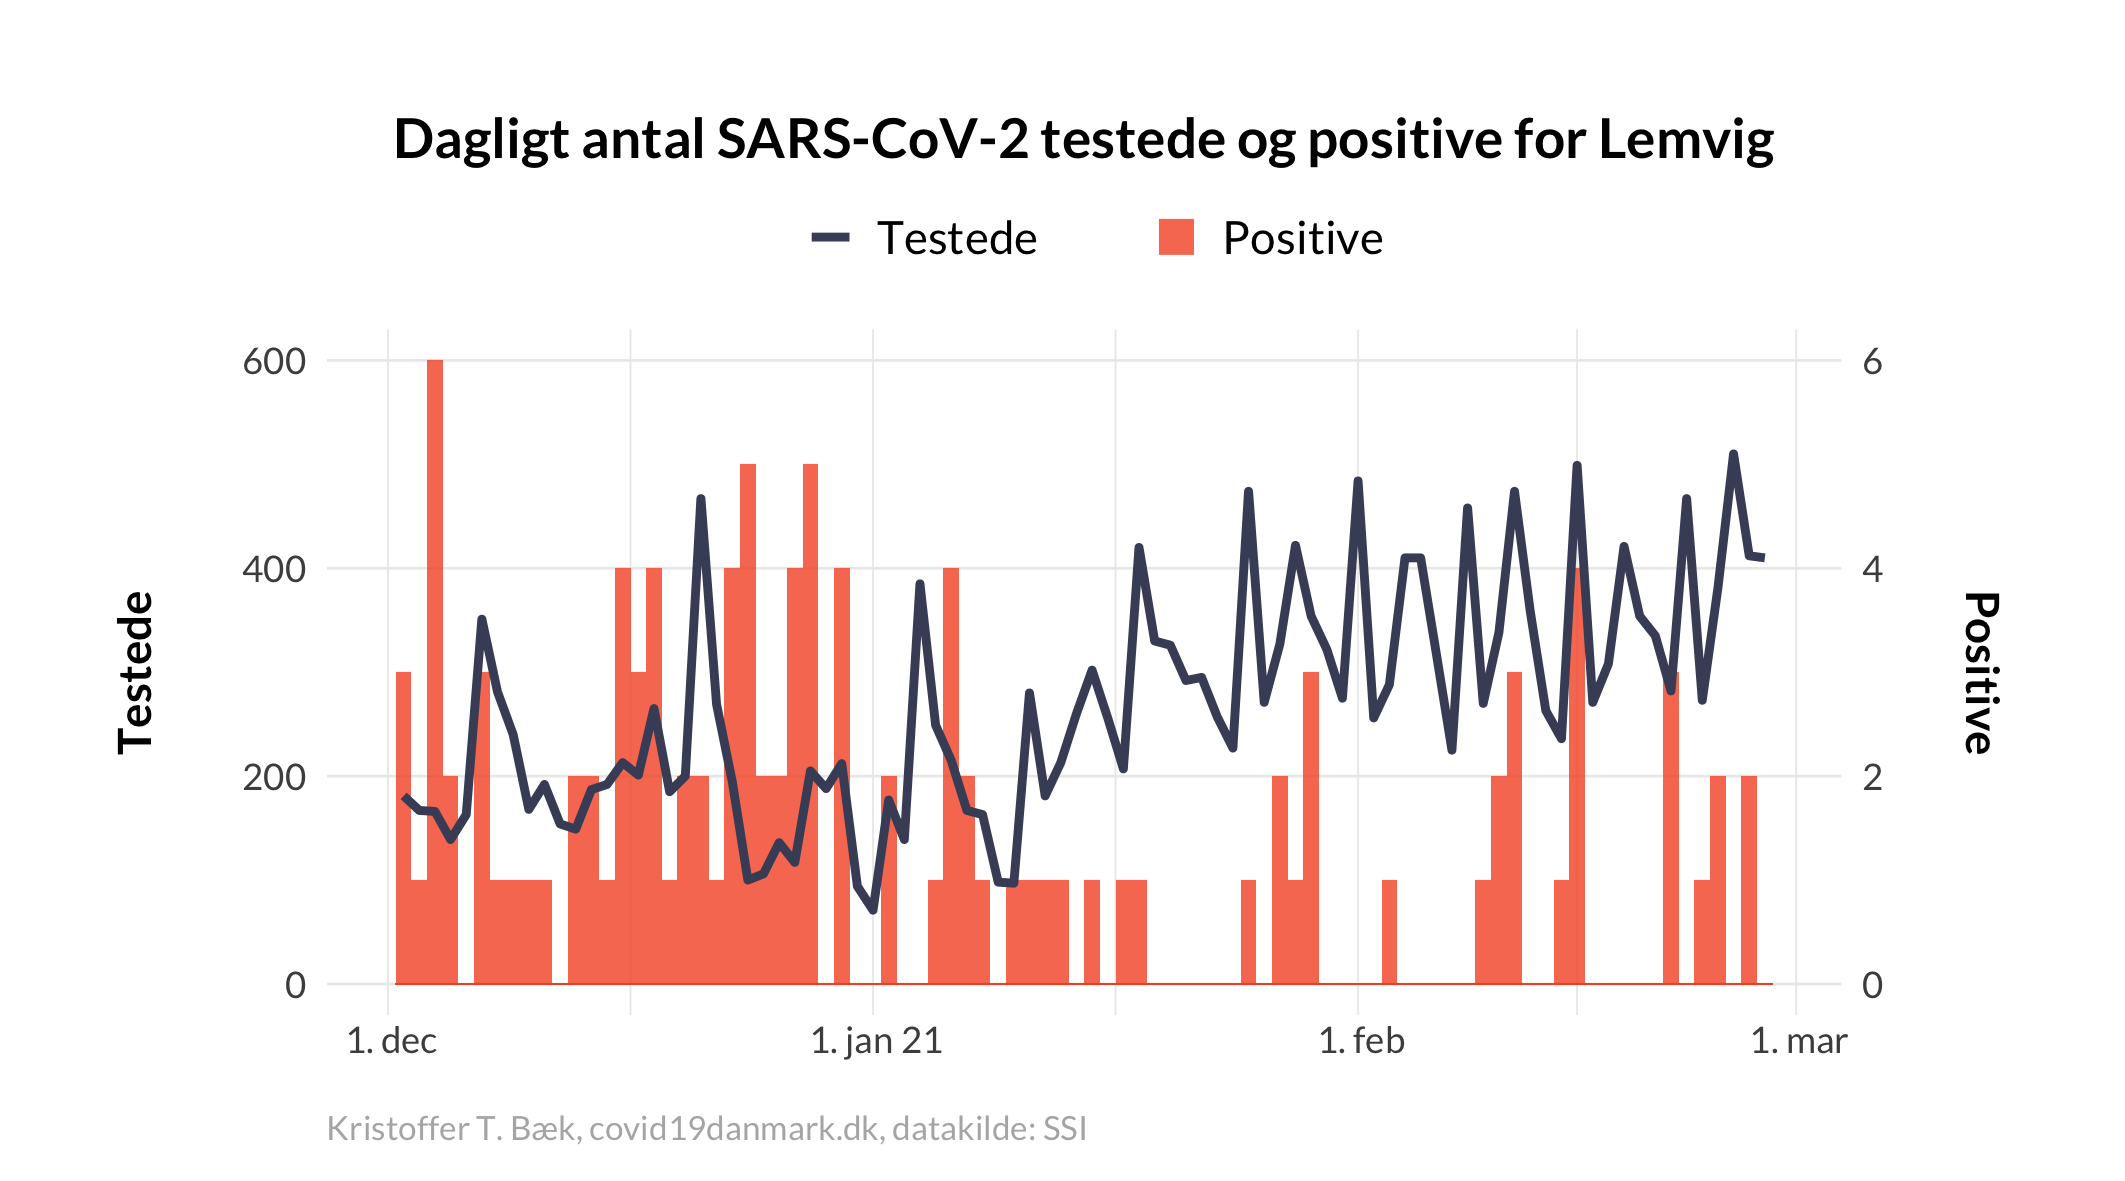 Dagligt antal SARS-CoV-2 testede og positive for Lemvig
Testede
Positive
600
400
200
0
Testede
6
4
2
0
Positive
1. dec
1. jan 21
1. feb
1. mar
Kristoffer T. Bæk, covid19danmark.dk, datakilde: SSI